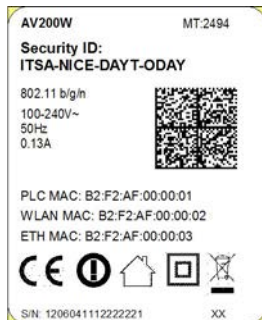 AV200W MT:2494
Security ID:
ITSA-NICE-DAYT-ODAY
802.11 b/g/n
100-240V~
50Hz
0.13A
PLC MAC: B2:F2:AF:00:00:01
WLAN MAC: B2:F2:AF:00:00:02
ETH MAC: B2:F2:AF:00:00:03
CE
S/N: 1206041112222221 XX